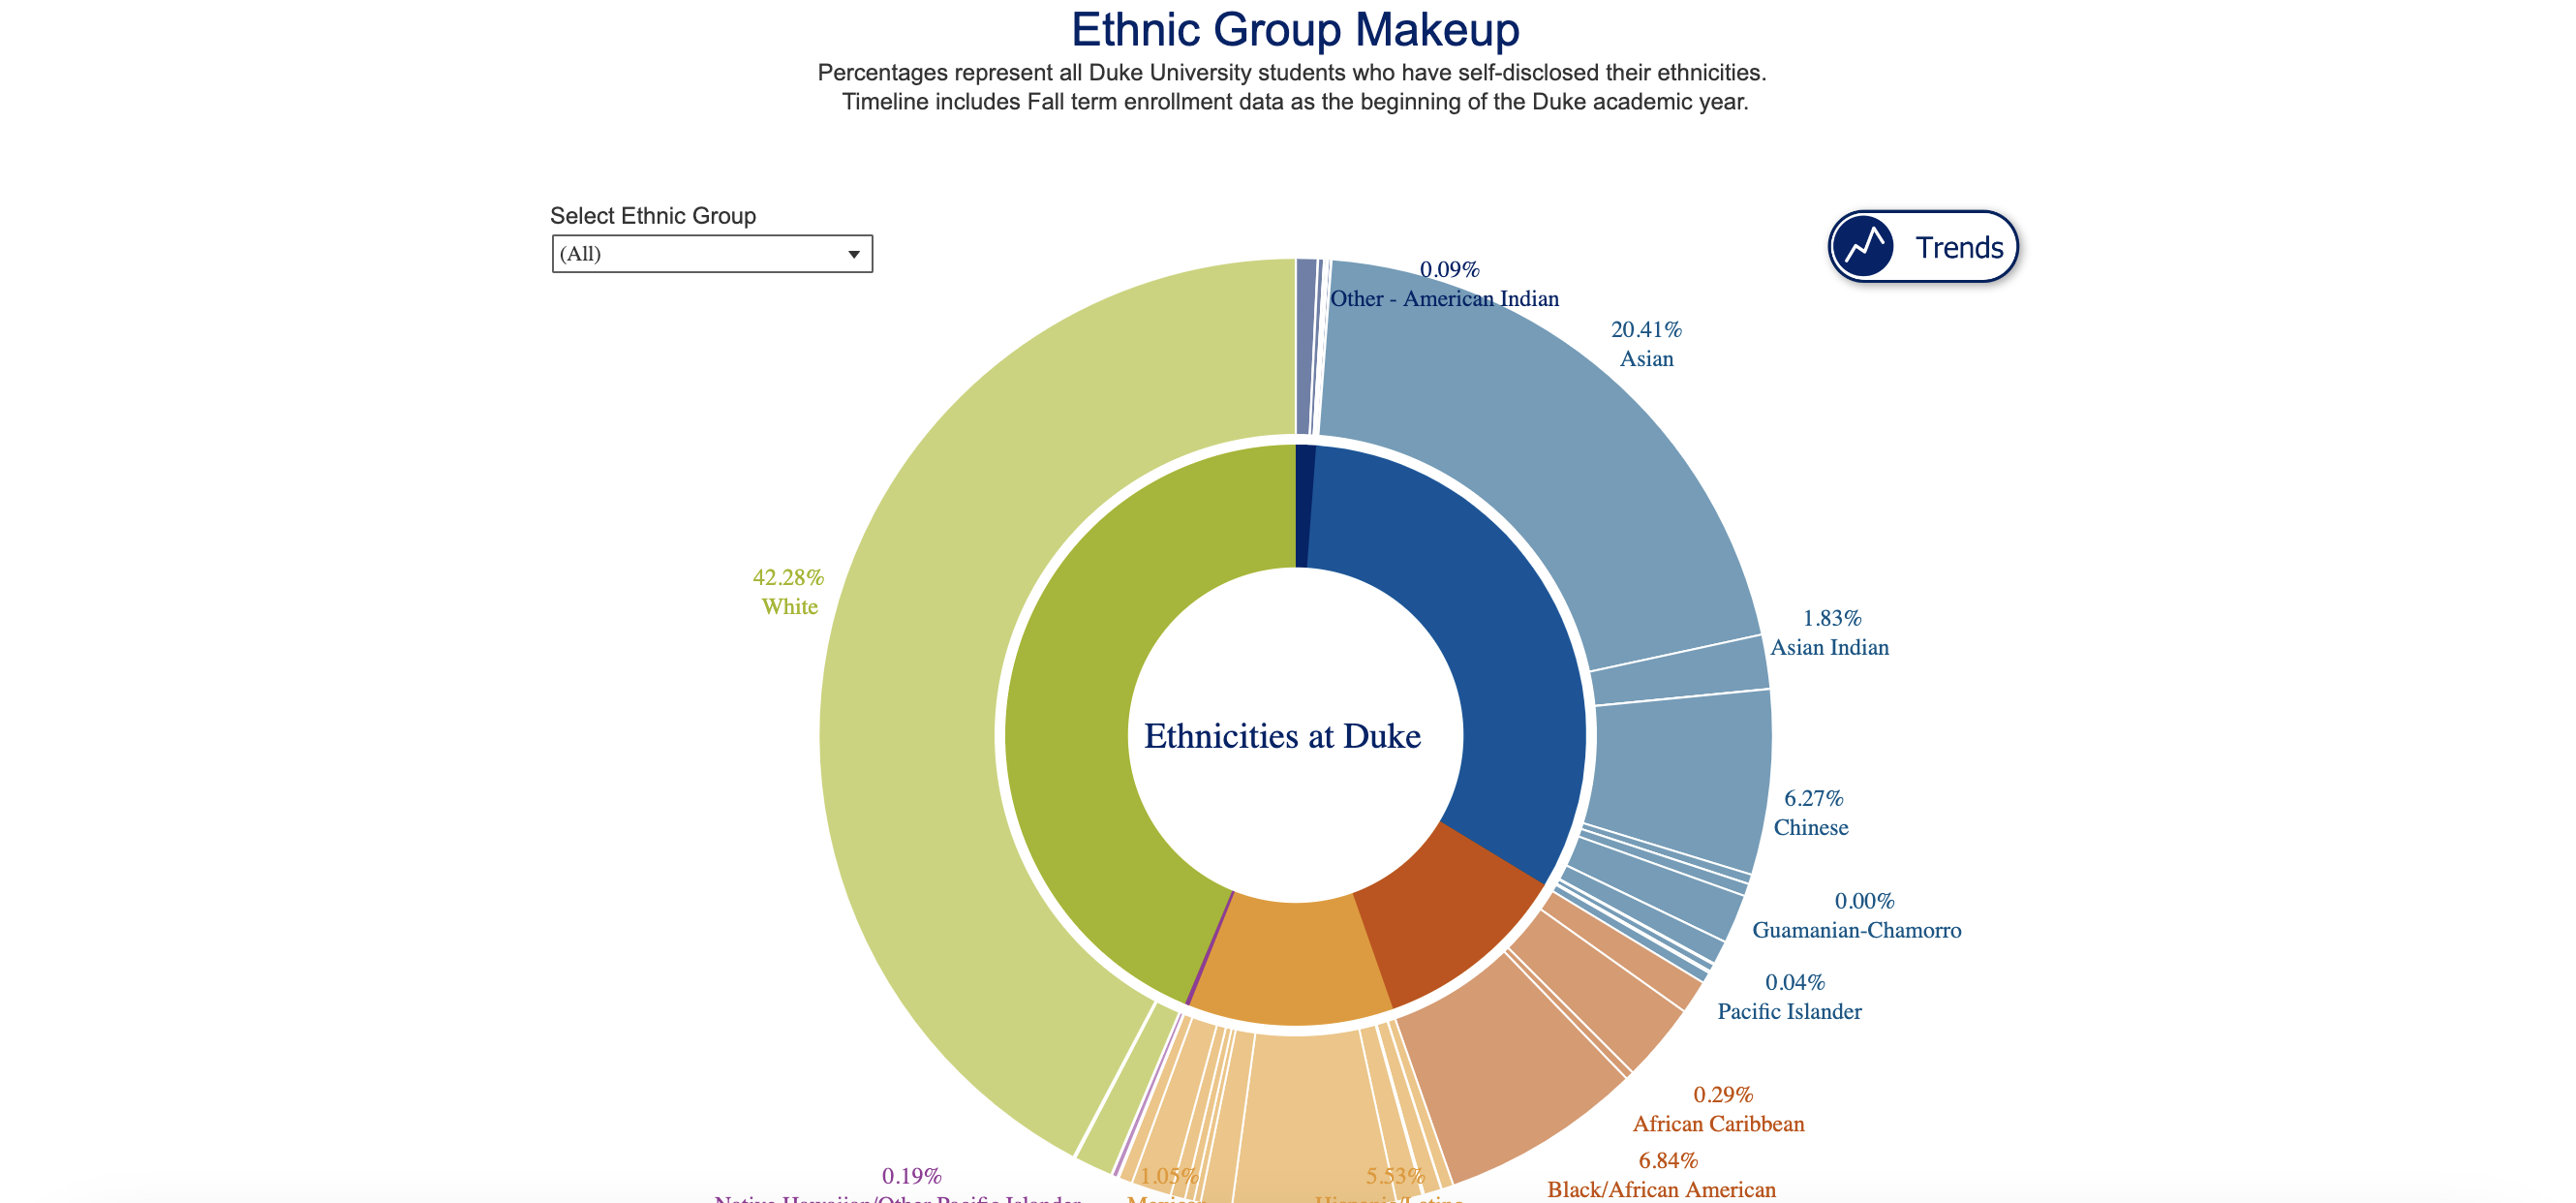 Ethnic Group Makeup
Percentages represent all Duke University students who have self-disclosed their ethnicities.
Timeline includes Fall term enrollment data as the beginning of the Duke academic year.
Select Ethnic Group
(All)
Trends
0.09%
Other - American Indian
20.41%
Asian
42.28%
White
1.83%
Asian Indian
Ethnicities at Duke
6.27%
Chinese
0.00%
Guamanian-Chamorro
0.04%
Pacific Islander
0.29%
African Caribbean
6.84%
Black/African American
0.19%
Native Hawaiian/Other Pacific Islander
1.05%
Mexican
5.53%
Hispanic/Latino